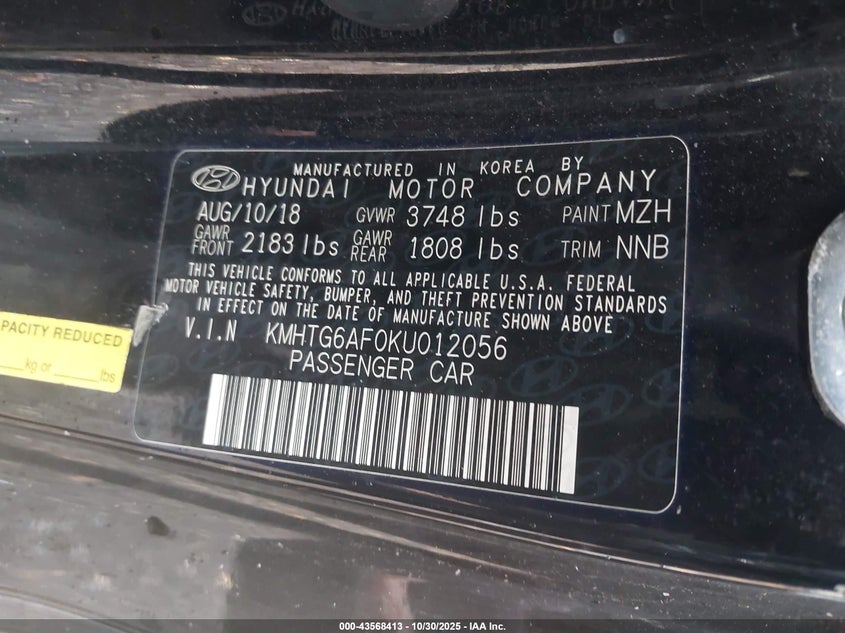 MANUFACTURED IN KOREA BY
HYUNDAI MOTOR COMPANY
AUG/10/18 GVWR 3748 lbs PAINT MZH
GAWR FRONT 2183 lbs GAWR REAR 1808 lbs TRIM NNB
THIS VEHICLE CONFORMS TO ALL APPLICABLE U.S.A. FEDERAL
MOTOR VEHICLE SAFETY, BUMPER, AND THEFT PREVENTION STANDARDS
IN EFFECT ON THE DATE OF MANUFACTURE SHOWN ABOVE
V.I.N KMHTG6AF0KU012056
PASSENGER CAR
PACITY REDUCED
kg or lbs
000-43568413 - 10/30/2025 - IAA Inc.